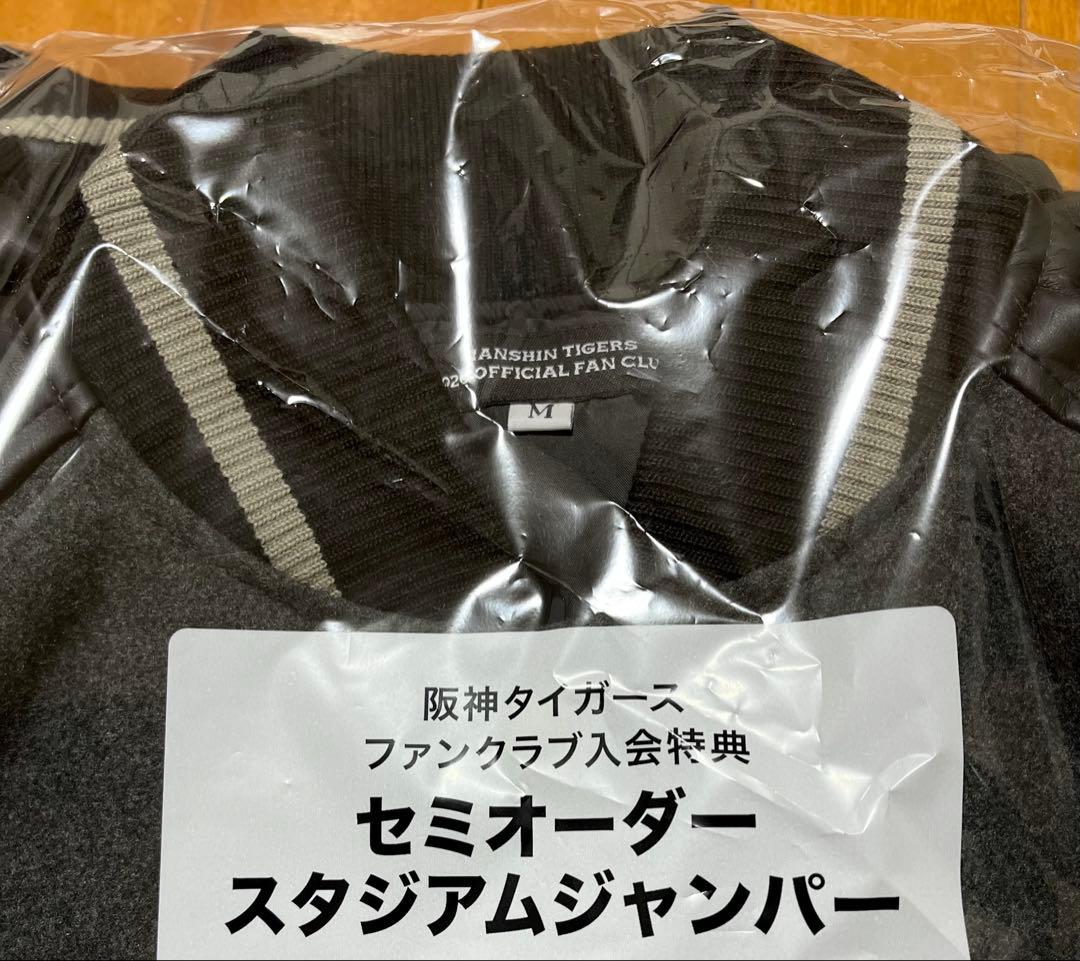 HANSHIN TIGERS
OFFICIAL FAN CLU
M
阪神タイガース
ファンクラブ入会特典
セミオーダー
スタジアムジャンパー